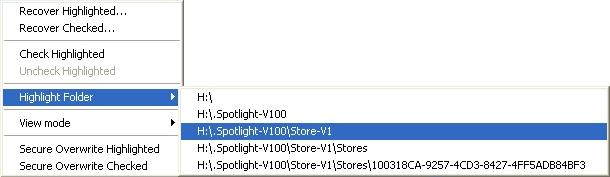 Recover Highlighted...
Recover Checked...
Check Highlighted
Uncheck Highlighted
Highlight Folder
View mode
Secure Overwrite Highlighted
Secure Overwrite Checked
H:\
H:\.Spotlight-V100
H:\.Spotlight-V100\Store-V1
H:\.Spotlight-V100\Store-V1\Stores
H:\.Spotlight-V100\Store-V1\Stores\100318CA-9257-4CD3-8427-4FF5ADB84BF3